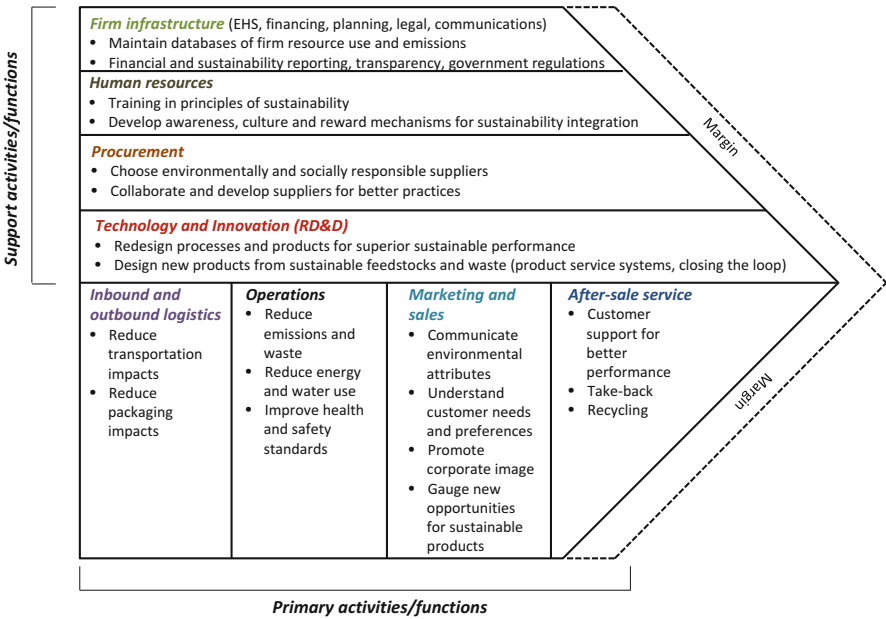 Support activities/functions
Firm infrastructure (EHS, financing, planning, legal, communications)
• Maintain databases of firm resource use and emissions
• Financial and sustainability reporting, transparency, government regulations
Human resources
• Training in principles of sustainability
• Develop awareness, culture and reward mechanisms for sustainability integration
Procurement
• Choose environmentally and socially responsible suppliers
• Collaborate and develop suppliers for better practices
Technology and Innovation (RD&D)
• Redesign processes and products for superior sustainable performance
• Design new products from sustainable feedstocks and waste (product service systems, closing the loop)
Margin
Inbound and
outbound logistics
• Reduce
transportation
impacts
• Reduce
packaging
impacts
Operations
• Reduce
emissions and
waste
• Reduce energy
and water use
• Improve health
and safety
standards
Marketing and
sales
• Communicate
environmental
attributes
• Understand
customer needs
and preferences
• Promote
corporate image
• Gauge new
opportunities
for sustainable
products
After-sale service
• Customer
support for
better
performance
• Take-back
• Recycling
Margin
Primary activities/functions